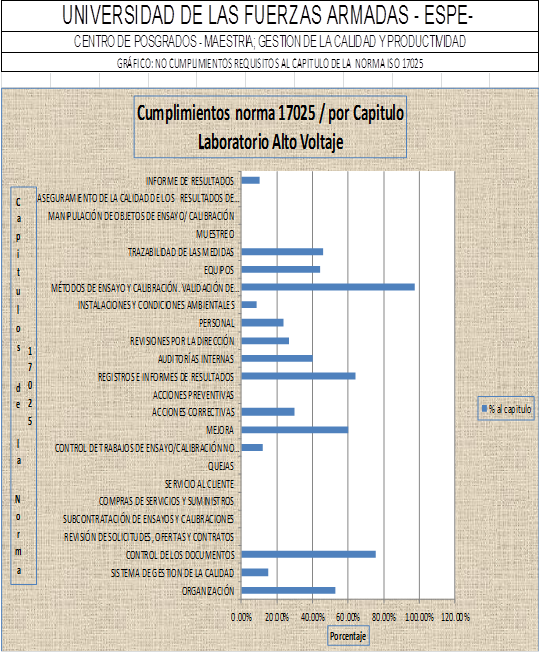 UNIVERSIDAD DE LAS FUERZAS ARMADAS - ESPE-
CENTRO DE POSGRADOS - MAESTRIA; GESTION DE LA CALIDAD Y PRODUCTIVIDAD
GRÁFICO: NO CUMPLIMIENTOS REQUISITOS AL CAPITULO DE LA NORMA ISO 17025
Cumplimientos norma 17025 / por Capitulo
Laboratorio Alto Voltaje
Capitulos de la Norma
17025
INFORME DE RESULTADOS
ASEGURAMIENTO DE LA CALIDAD DE LOS RESULTADOS DE...
MANIPULACIÓN DE OBJETOS DE ENSAYO/ CALIBRACIÓN
MUESTREO
TRAZABILIDAD DE LAS MEDIDAS
EQUIPOS
MÉTODOS DE ENSAYO Y CALIBRACIÓN. VALIDACIÓN DE...
INSTALACIONES Y CONDICIONES AMBIENTALES
PERSONAL
REVISIONES POR LA DIRECCIÓN
AUDITORÍAS INTERNAS
REGISTROS E INFORMES DE RESULTADOS
ACCIONES PREVENTIVAS
ACCIONES CORRECTIVAS
MEJORA
CONTROL DE TRABAJOS DE ENSAYO/CALIBRACIÓN NO...
QUEJAS
SERVICIO AL CLIENTE
COMPRAS DE SERVICIOS Y SUMINISTROS
SUBCONTRATACIÓN DE ENSAYOS Y CALIBRACIONES
REVISIÓN DE SOLICITUDES, OFERTAS Y CONTRATOS
CONTROL DE LOS DOCUMENTOS
SISTEMA DE GESTION DE LA CALIDAD
ORGANIZACIÓN
0.00% 20.00% 40.00% 60.00% 80.00% 100.00% 120.00%
Porcentaje
% al capitulo